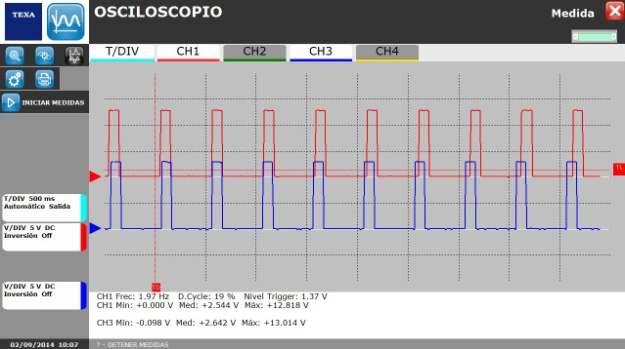 TEXA
OSCILOSCOPIO
Medida
T/DIV
CH1
CH2
CH3
CH4
INICIAR MEDIDAS
TL
T/DIV 500 ms
Automático Salida
V/DIV 5 V DC
Inversión Off
V/DIV 5 V DC
Inversión Off
CH1 Frec: 1.97 Hz D.Cycle: 19 % Nivel Trigger: 1.37 V
CH1 Mín: +0.000 V Med: +2.544 V Máx: +12.818 V
CH3 Mín: -0.098 V Med: +2.642 V Máx: +13.014 V
02/09/2014 10:07
? - DETENER MEDIDAS